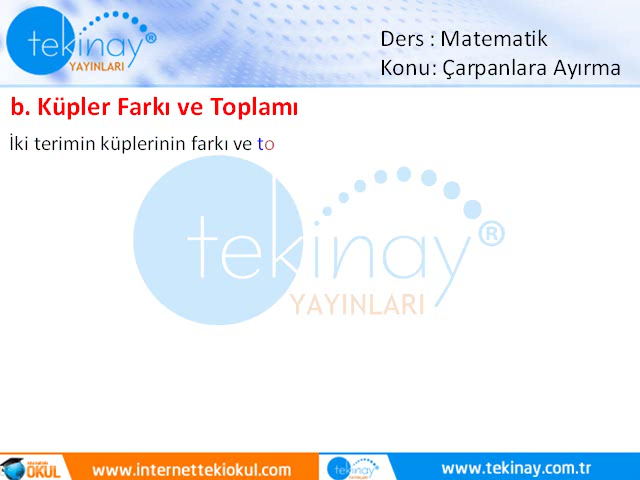 tekinay®
YAYINLARI
Ders : Matematik
Konu: Çarpanlara Ayırma
b. Küpler Farkı ve Toplamı
İki terimin küplerinin farkı ve to
tekinay®
YAYINLARI
OKUL
www.internettekiokul.com
tekinay
YAYINLARI
www.tekinay.com.tr